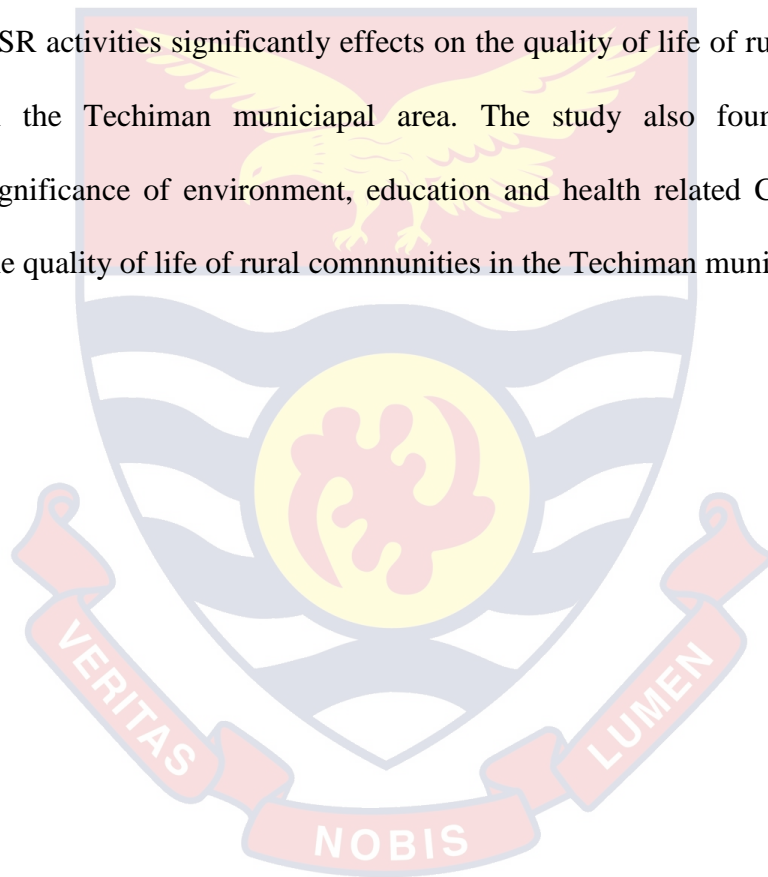 SR activities significantly effects on the quality of life of ru
the Techiman municiapal area. The study also foun
gnificance of environment, education and health related C
e quality of life of rural comnnunities in the Techiman muni
VERITAS
NOBIS
LUMEN